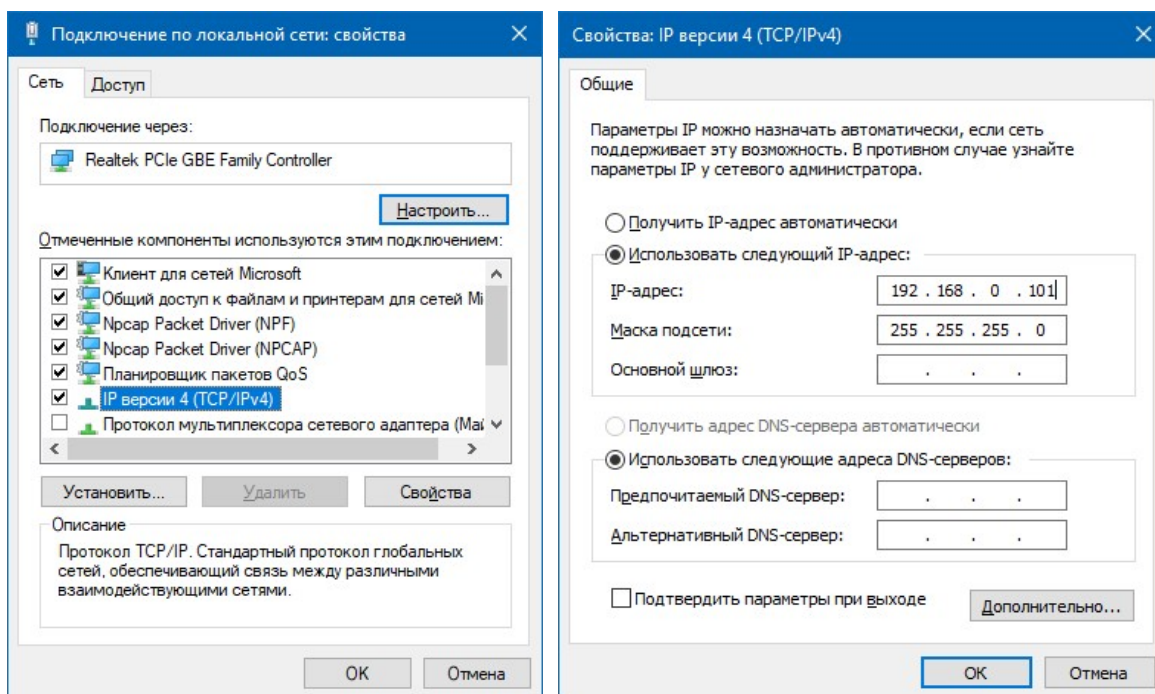 Подключение по локальной сети: свойства
Сеть
Доступ
Подключение через:
Realtek PCIe GBE Family Controller
Настроить...
Отмеченные компоненты используются этим подключением:
Клиент для сетей Microsoft
Общий доступ к файлам и принтерам для сетей Mi
Npcap Packet Driver (NPF)
Npcap Packet Driver (NPCAP)
Планировщик пакетов QoS
IP версии 4 (TCP/IPv4)
Протокол мультиплексора сетевого адаптера (Май
Установить...
Удалить
Свойства
Описание
Протокол TCP/IP. Стандартный протокол глобальных
сетей, обеспечивающий связь между различными
взаимодействующими сетями.
OK
Отмена
Свойства: IP версии 4 (TCP/IPv4)
Общие
Параметры IP можно назначать автоматически, если сеть
поддерживает эту возможность. В противном случае узнайте
параметры IP у сетевого администратора.
Получить IP-адрес автоматически
Использовать следующий IP-адрес:
IP-адрес: 192 . 168 . 0 . 101
Маска подсети: 255 . 255 . 255 . 0
Основной шлюз: . . .
Получить адрес DNS-сервера автоматически
Использовать следующие адреса DNS-серверов:
Предпочитаемый DNS-сервер: . . .
Альтернативный DNS-сервер: . . .
Подтвердить параметры при выходе
Дополнительно...
OK
Отмена